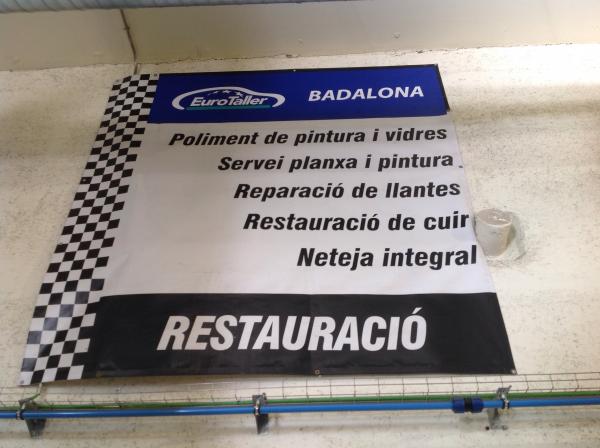 EuroTaller BADALONA
Poliment de pintura i vidres
Servei planxa i pintura
Reparació de llantes
Restauració de cuir
Neteja integral
RESTAURACIÓ